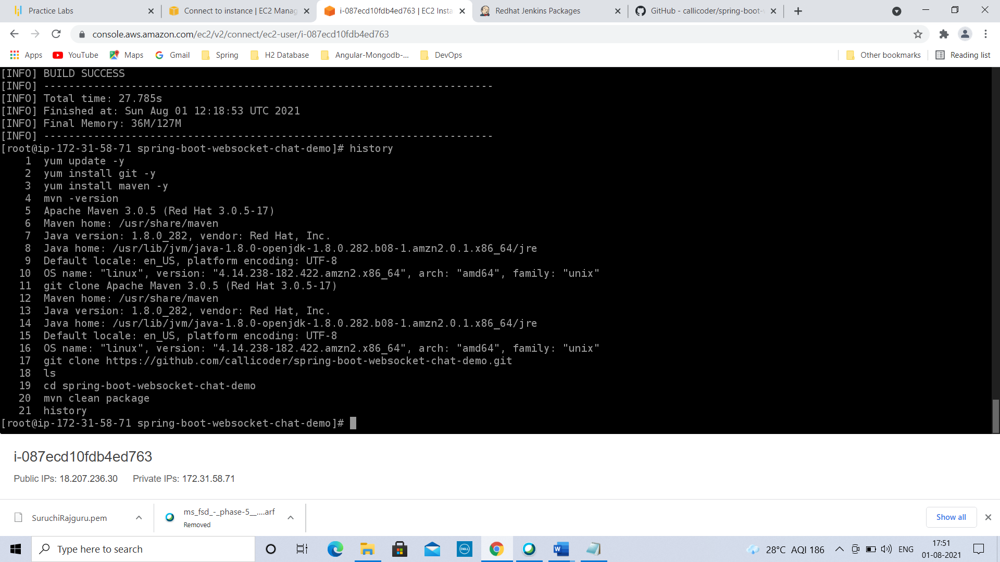 Practice Labs
Connect to instance | EC2 Manag
i-087ecd10fdb4ed763 | EC2 Insta
Redhat Jenkins Packages
GitHub - callicoder/spring-boot-w
console.aws.amazon.com/ec2/v2/connect/ec2-user/i-087ecd10fdb4ed763
Apps YouTube Maps Gmail Spring H2 Database Angular-Mongodb-... DevOps Other bookmarks Reading list
[INFO] BUILD SUCCESS
[INFO] ------------------------------------------------------------------------
[INFO] Total time: 27.785s
[INFO] Finished at: Sun Aug 01 12:18:53 UTC 2021
[INFO] Final Memory: 36M/127M
[INFO] ------------------------------------------------------------------------
[root@ip-172-31-58-71 spring-boot-websocket-chat-demo]# history
1 yum update -y
2 yum install git -y
3 yum install maven -y
4 mvn -version
5 Apache Maven 3.0.5 (Red Hat 3.0.5-17)
6 Maven home: /usr/share/maven
7 Java version: 1.8.0_282, vendor: Red Hat, Inc.
8 Java home: /usr/lib/jvm/java-1.8.0-openjdk-1.8.0.282.b08-1.amzn2.0.1.x86_64/jre
9 Default locale: en_US, platform encoding: UTF-8
10 OS name: "linux", version: "4.14.238-182.422.amzn2.x86_64", arch: "amd64", family: "unix"
11 git clone Apache Maven 3.0.5 (Red Hat 3.0.5-17)
12 Maven home: /usr/share/maven
13 Java version: 1.8.0_282, vendor: Red Hat, Inc.
14 Java home: /usr/lib/jvm/java-1.8.0-openjdk-1.8.0.282.b08-1.amzn2.0.1.x86_64/jre
15 Default locale: en_US, platform encoding: UTF-8
16 OS name: "linux", version: "4.14.238-182.422.amzn2.x86_64", arch: "amd64", family: "unix"
17 git clone https://github.com/callicoder/spring-boot-websocket-chat-demo.git
18 ls
19 cd spring-boot-websocket-chat-demo
20 mvn clean package
21 history
[root@ip-172-31-58-71 spring-boot-websocket-chat-demo]#
i-087ecd10fdb4ed763
Public IPs: 18.207.236.30 Private IPs: 172.31.58.71
SuruchiRajguru.pem
ms_fsd_-_phase-5__....arf
Removed
Show all
Type here to search
DELL
W
28°C AQI 186
ENG
17:51
01-08-2021